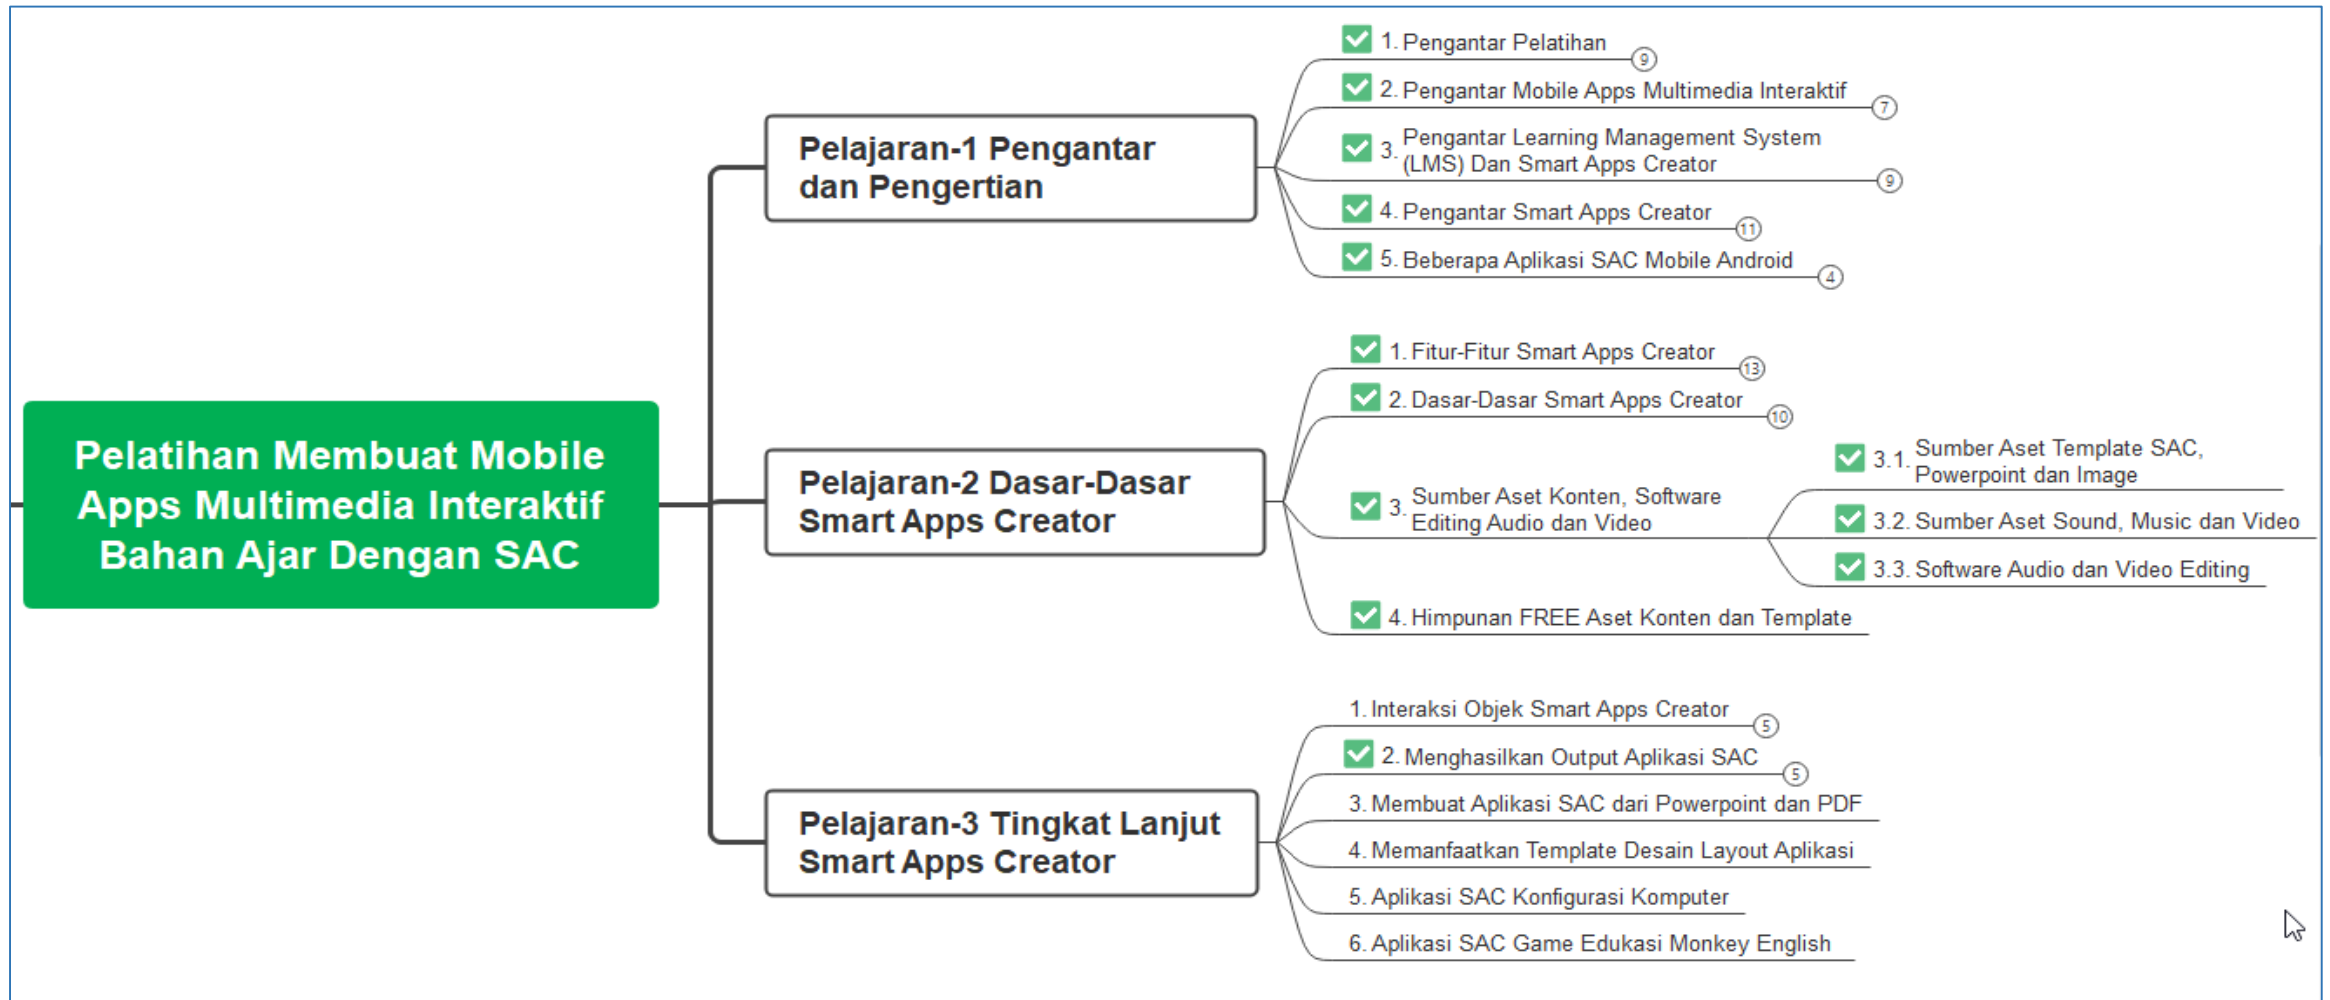 Pelatihan Membuat Mobile
Apps Multimedia Interaktif
Bahan Ajar Dengan SAC
Pelajaran-1 Pengantar
dan Pengertian
1. Pengantar Pelatihan
9
2. Pengantar Mobile Apps Multimedia Interaktif
7
3. Pengantar Learning Management System
(LMS) Dan Smart Apps Creator
9
4. Pengantar Smart Apps Creator
11
5. Beberapa Aplikasi SAC Mobile Android
4
Pelajaran-2 Dasar-Dasar
Smart Apps Creator
1. Fitur-Fitur Smart Apps Creator
13
2. Dasar-Dasar Smart Apps Creator
10
3. Sumber Aset Konten, Software
Editing Audio dan Video
3.1. Sumber Aset Template SAC,
Powerpoint dan Image
3.2. Sumber Aset Sound, Music dan Video
3.3. Software Audio dan Video Editing
4. Himpunan FREE Aset Konten dan Template
Pelajaran-3 Tingkat Lanjut
Smart Apps Creator
1. Interaksi Objek Smart Apps Creator
5
2. Menghasilkan Output Aplikasi SAC
5
3. Membuat Aplikasi SAC dari Powerpoint dan PDF
4. Memanfaatkan Template Desain Layout Aplikasi
5. Aplikasi SAC Konfigurasi Komputer
6. Aplikasi SAC Game Edukasi Monkey English